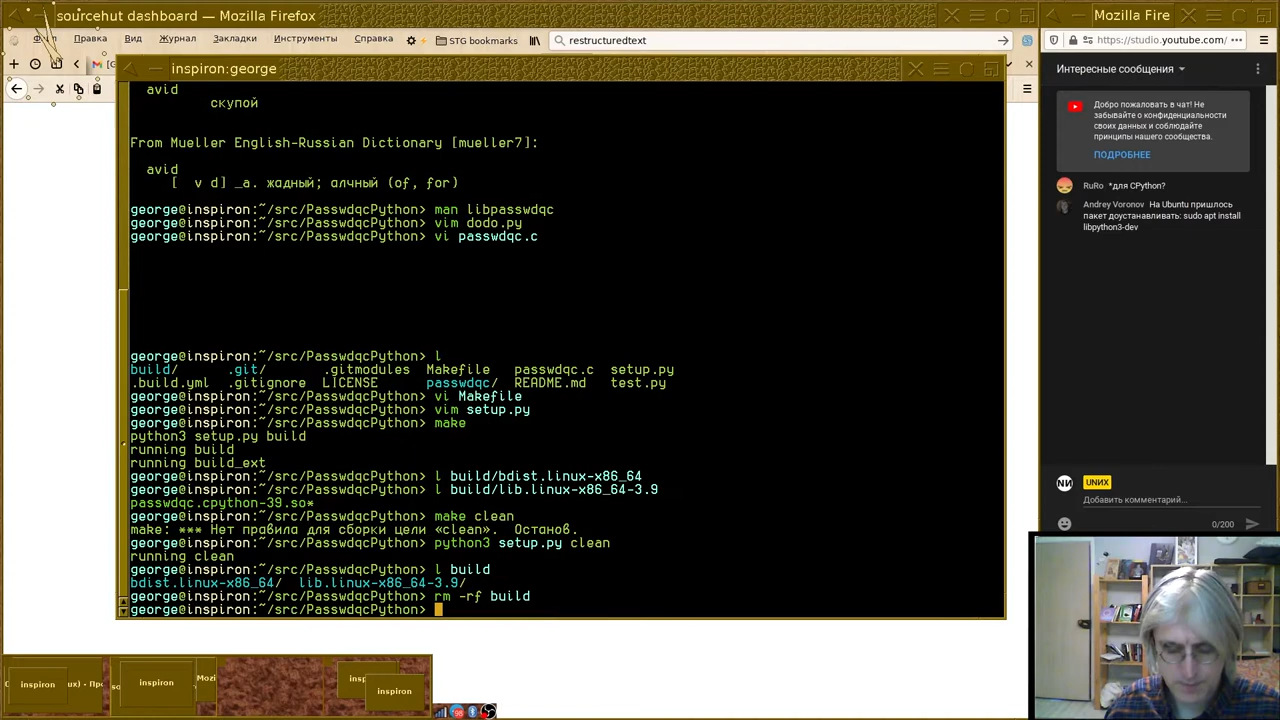 sourcehut dashboard — Mozilla Firefox
Mozilla Fire
Правка Вид Журнал Закладки Инструменты Справка
STG bookmarks
restructuredtext
https://studio.youtube.com/
inspiron:george
avid
скупой
From Mueller English-Russian Dictionary [mueller7]:
avid
[ v d] _a. жадный; алчный (of, for)
george@inspiron:~/src/PasswdqcPython> man libpasswdqc
george@inspiron:~/src/PasswdqcPython> vim dodo.py
george@inspiron:~/src/PasswdqcPython> vi passwdqc.c
george@inspiron:~/src/PasswdqcPython> l
build/ .git/ .gitmodules Makefile passwdqc.c setup.py
.build.yml .gitignore LICENSE passwdqc/ README.md test.py
george@inspiron:~/src/PasswdqcPython> vi Makefile
george@inspiron:~/src/PasswdqcPython> vim setup.py
george@inspiron:~/src/PasswdqcPython> make
python3 setup.py build
running build
running build_ext
george@inspiron:~/src/PasswdqcPython> l build/bdist.linux-x86_64
george@inspiron:~/src/PasswdqcPython> l build/lib.linux-x86_64-3.9
passwdqc.cpython-39.so*
george@inspiron:~/src/PasswdqcPython> make clean
make: *** Нет правила для сборки цели «clean». Останов.
george@inspiron:~/src/PasswdqcPython> python3 setup.py clean
running clean
george@inspiron:~/src/PasswdqcPython> l build
bdist.linux-x86_64/ lib.linux-x86_64-3.9/
george@inspiron:~/src/PasswdqcPython> rm -rf build
george@inspiron:~/src/PasswdqcPython>
Интересные сообщения
Добро пожаловать в чат! Не
забывайте о конфиденциальности
своих данных и соблюдайте
принципы нашего сообщества.
ПОДРОБНЕЕ
RuRo *для CPython?
Andrey Voronov На Ubuntu пришлось
пакет доустанавливать: sudo apt install
libpython3-dev
UNИX
Добавить комментарий...
0/200
inspiron
inspiron
Mozi
insp
inspiron
98